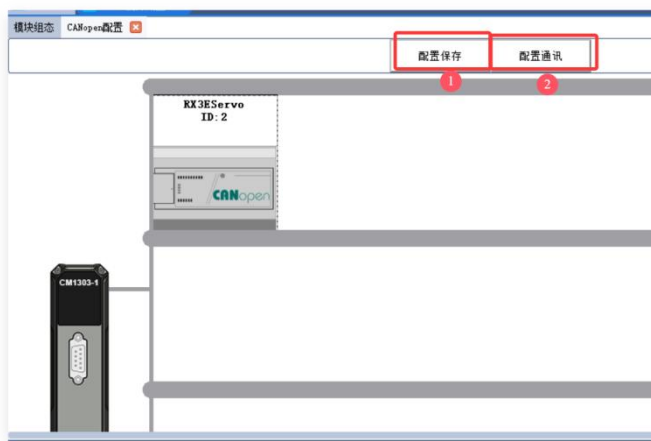 模块组态 CANopen配置
配置保存 配置通讯
1 2
RX3EServo
ID:2
CANopen
CM1303-1